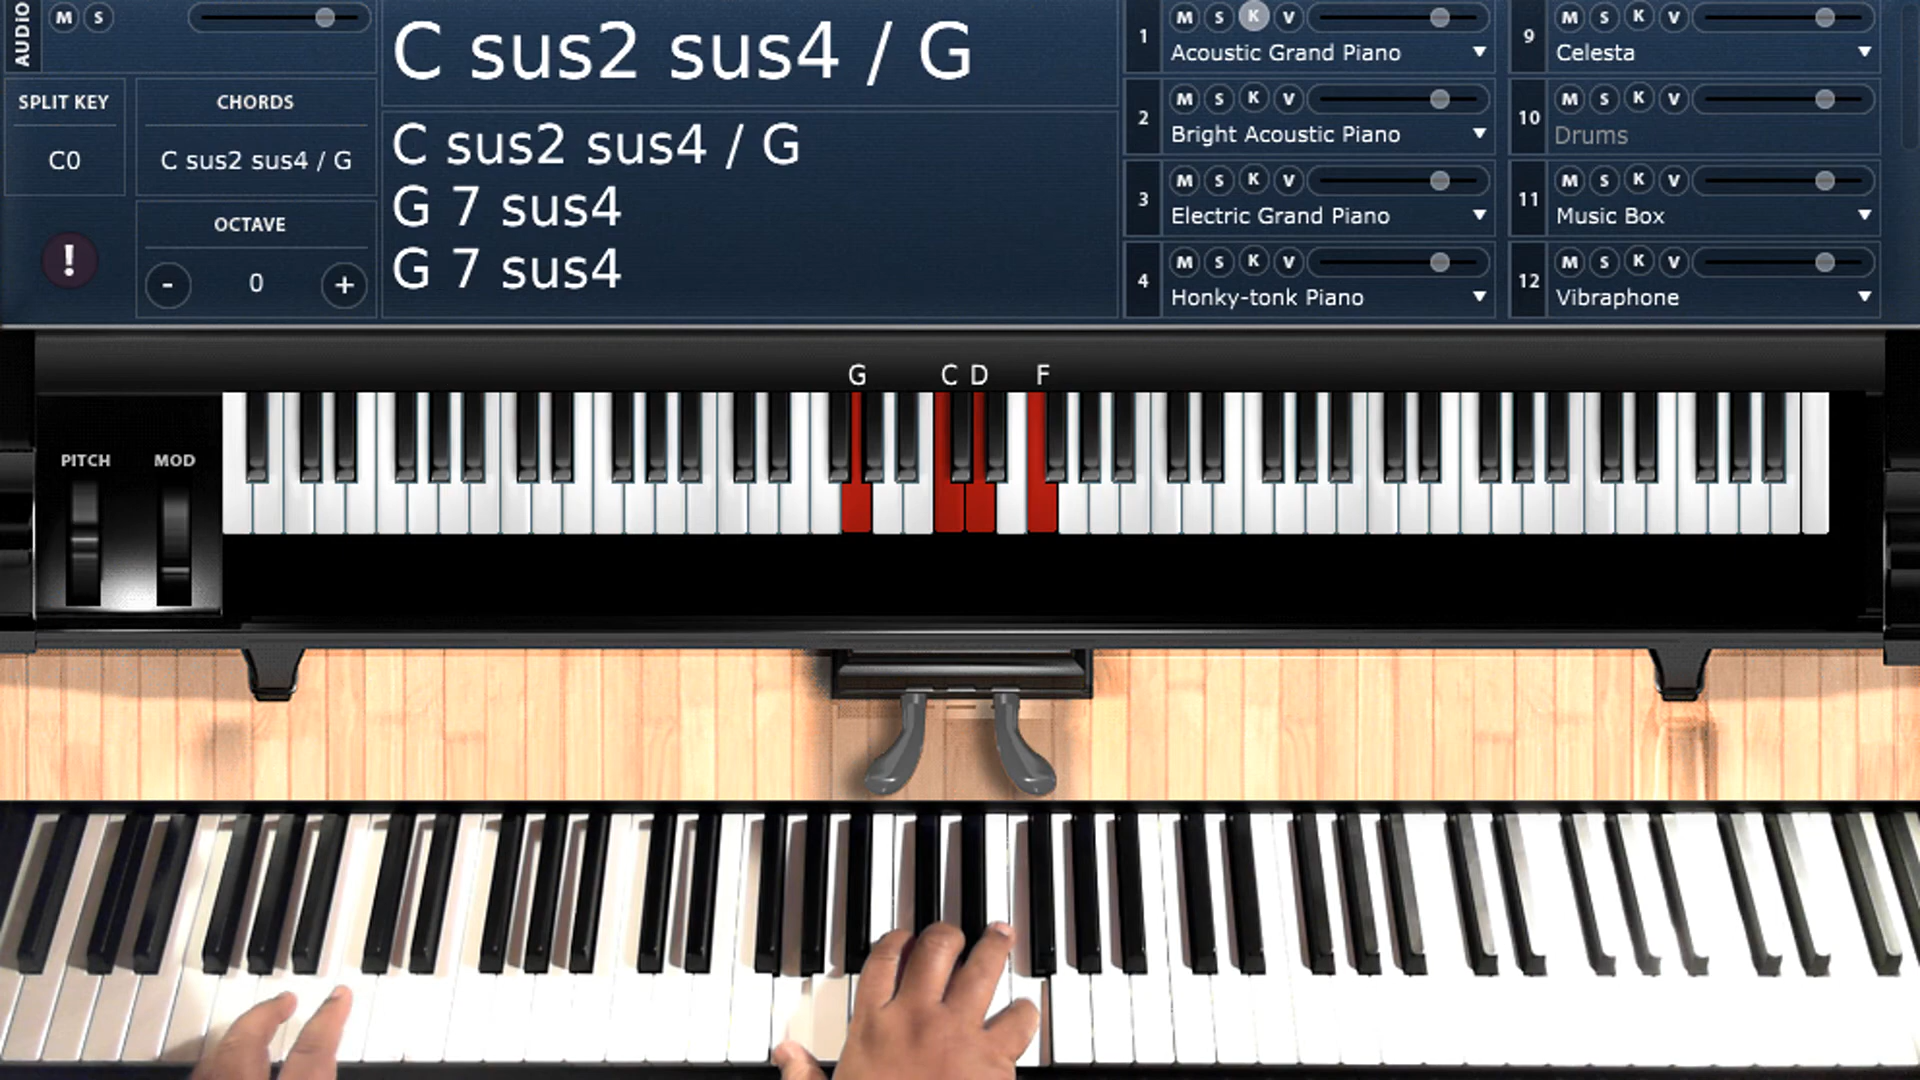 AUDIO
M S
SPLIT KEY
C0
!
CHORDS
C sus2 sus4 / G
OCTAVE
- 0 +
C sus2 sus4 / G
C sus2 sus4 / G
G 7 sus4
G 7 sus4
1 M S K V
Acoustic Grand Piano
2 M S K V
Bright Acoustic Piano
3 M S K V
Electric Grand Piano
4 M S K V
Honky-tonk Piano
9 M S K V
Celesta
10 M S K V
Drums
11 M S K V
Music Box
12 M S K V
Vibraphone
G C D F
PITCH MOD